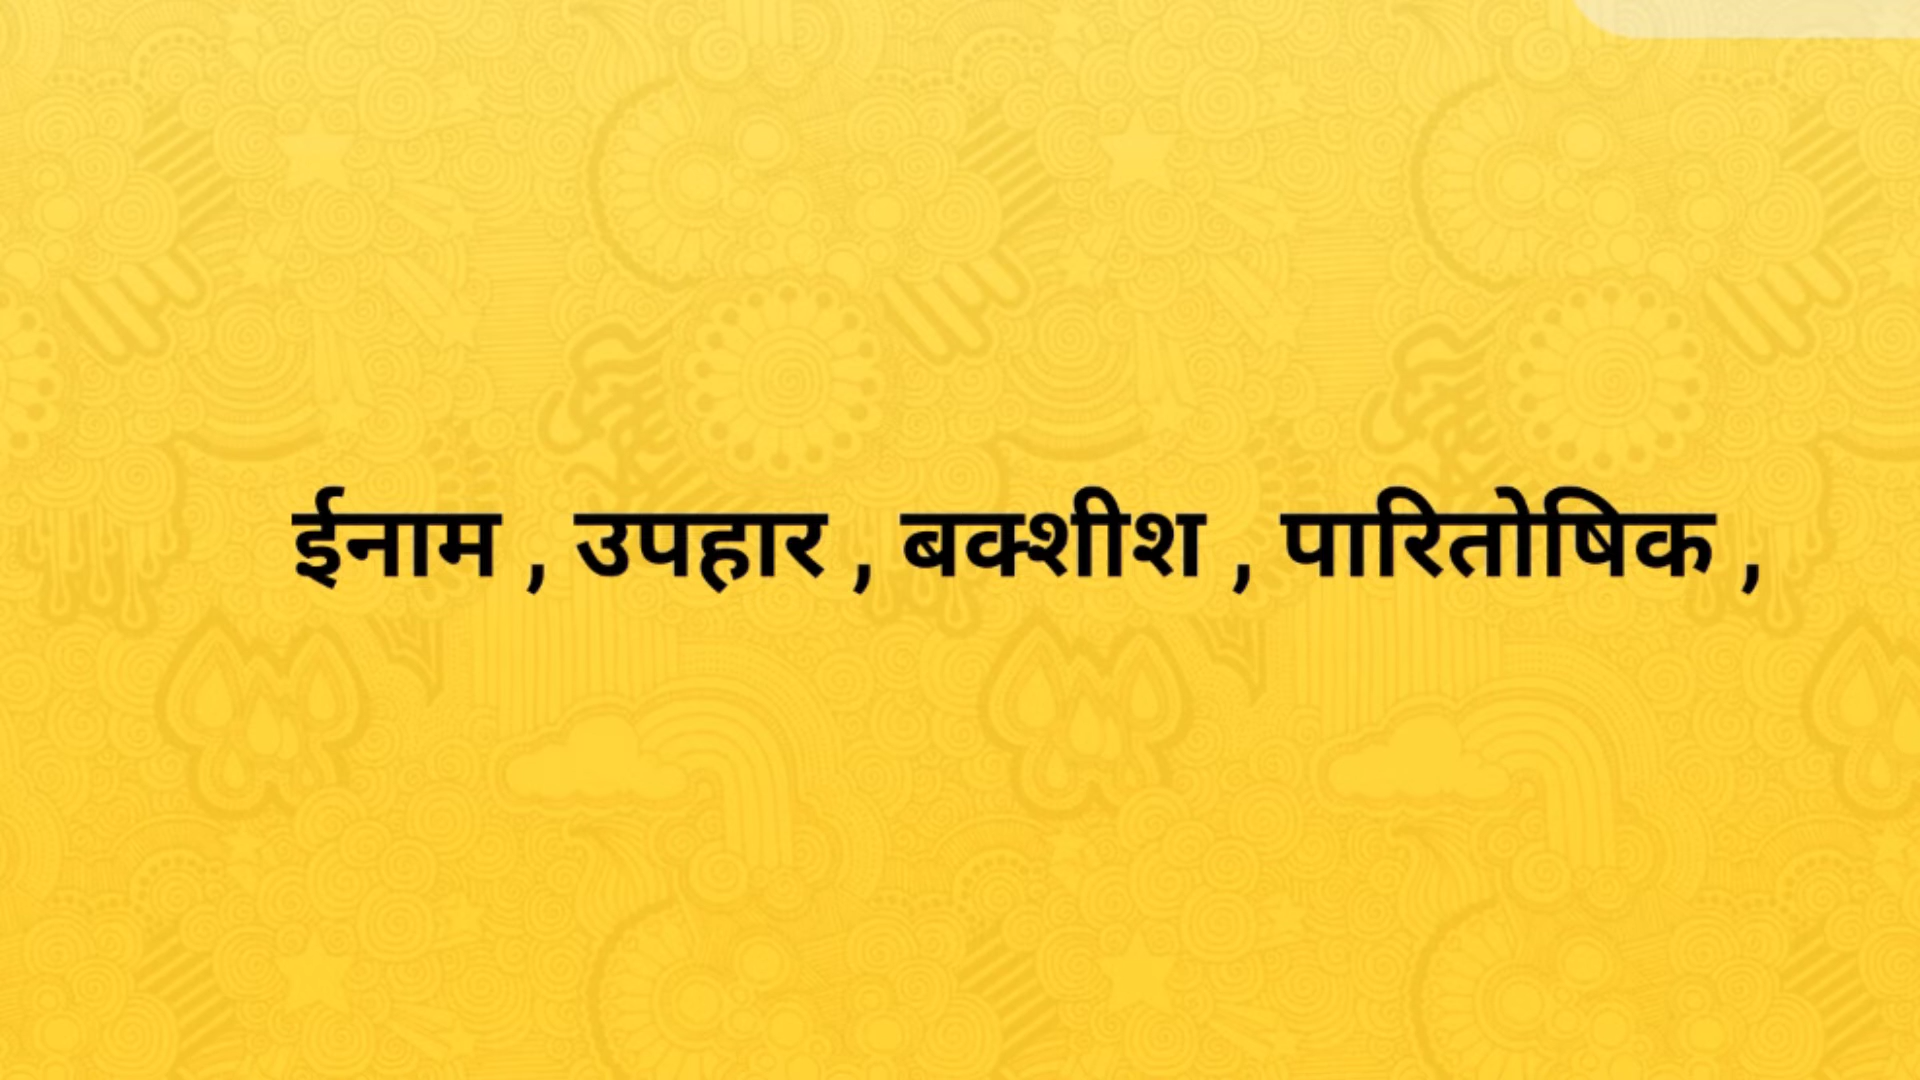 ईनाम , उपहार , बक्शीश , पारितोषिक ,